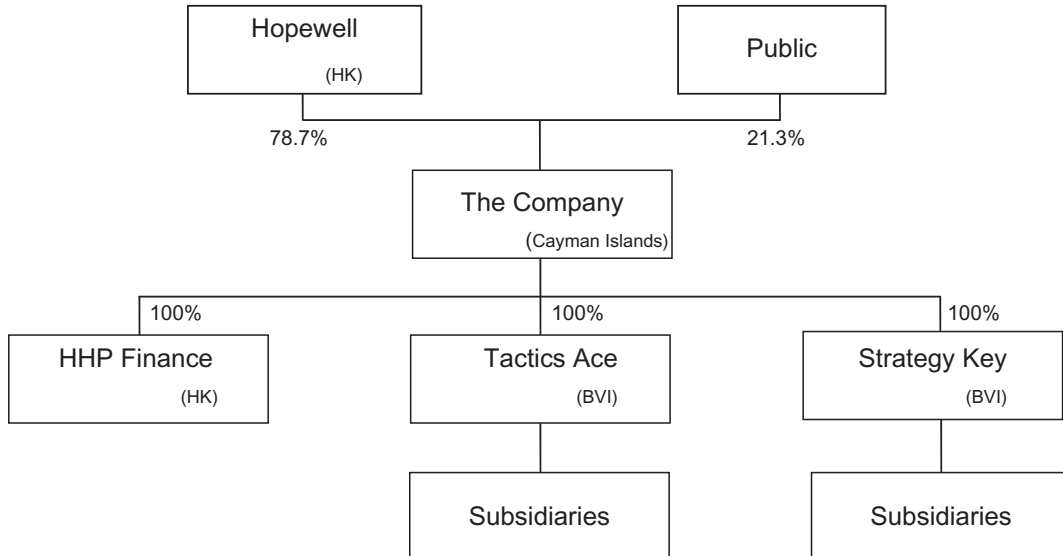 Hopewell
(HK)
Public
78.7%
21.3%
The Company
(Cayman Islands)
100%
100%
100%
HHP Finance
(HK)
Tactics Ace
(BVI)
Strategy Key
(BVI)
Subsidiaries
Subsidiaries